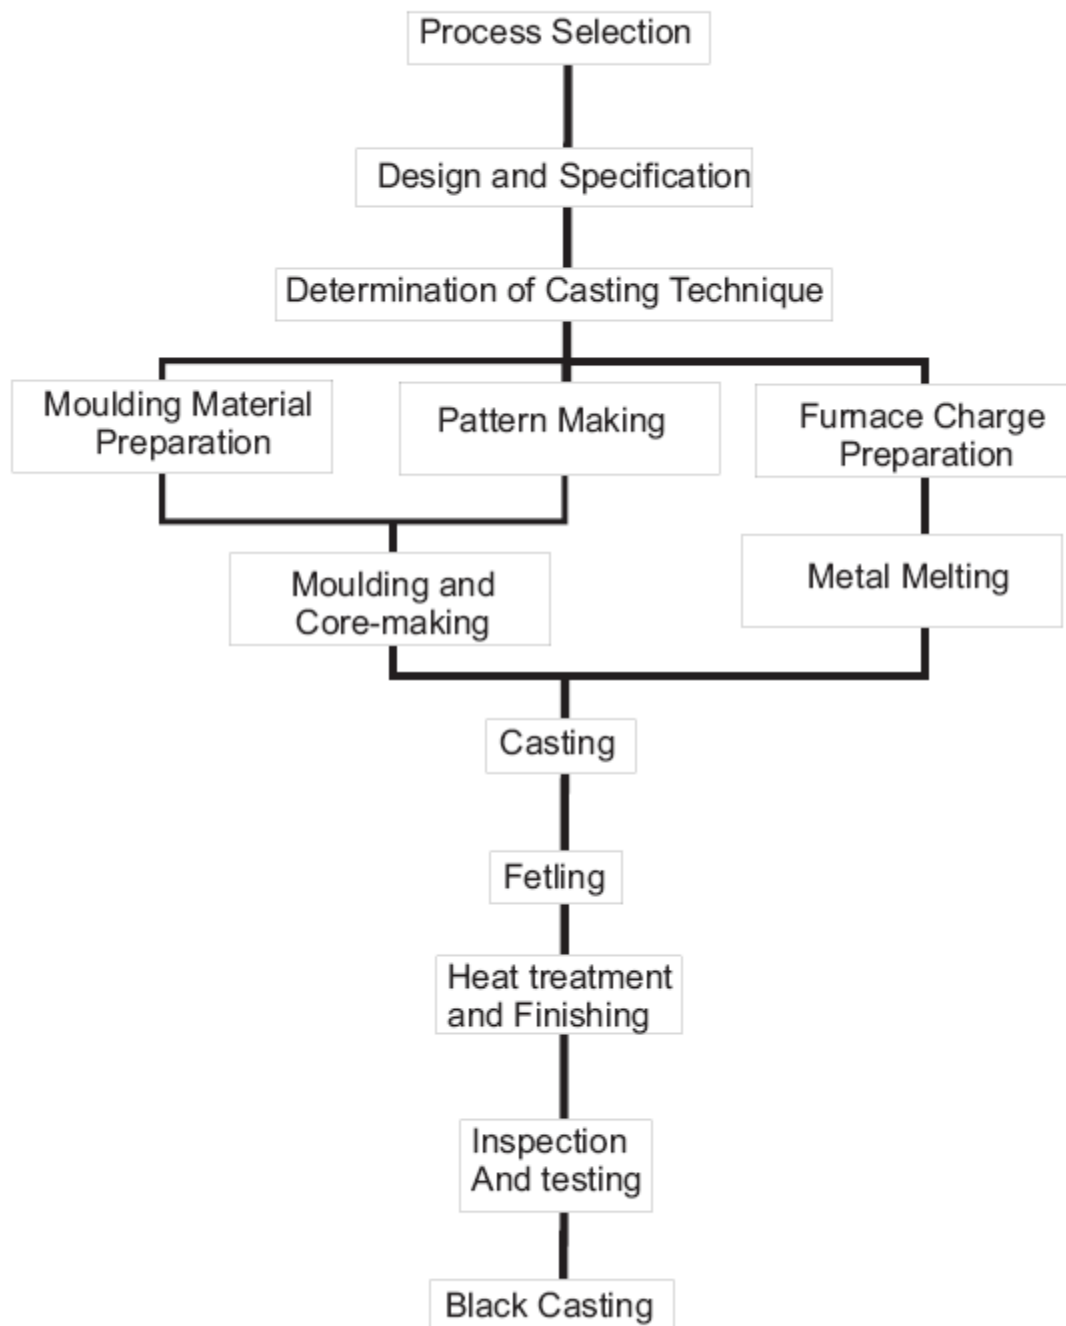 Process Selection
Design and Specification
Determination of Casting Technique
Moulding Material
Preparation
Pattern Making
Furnace Charge
Preparation
Moulding and
Core-making
Metal Melting
Casting
Fetling
Heat treatment
and Finishing
Inspection
And testing
Black Casting